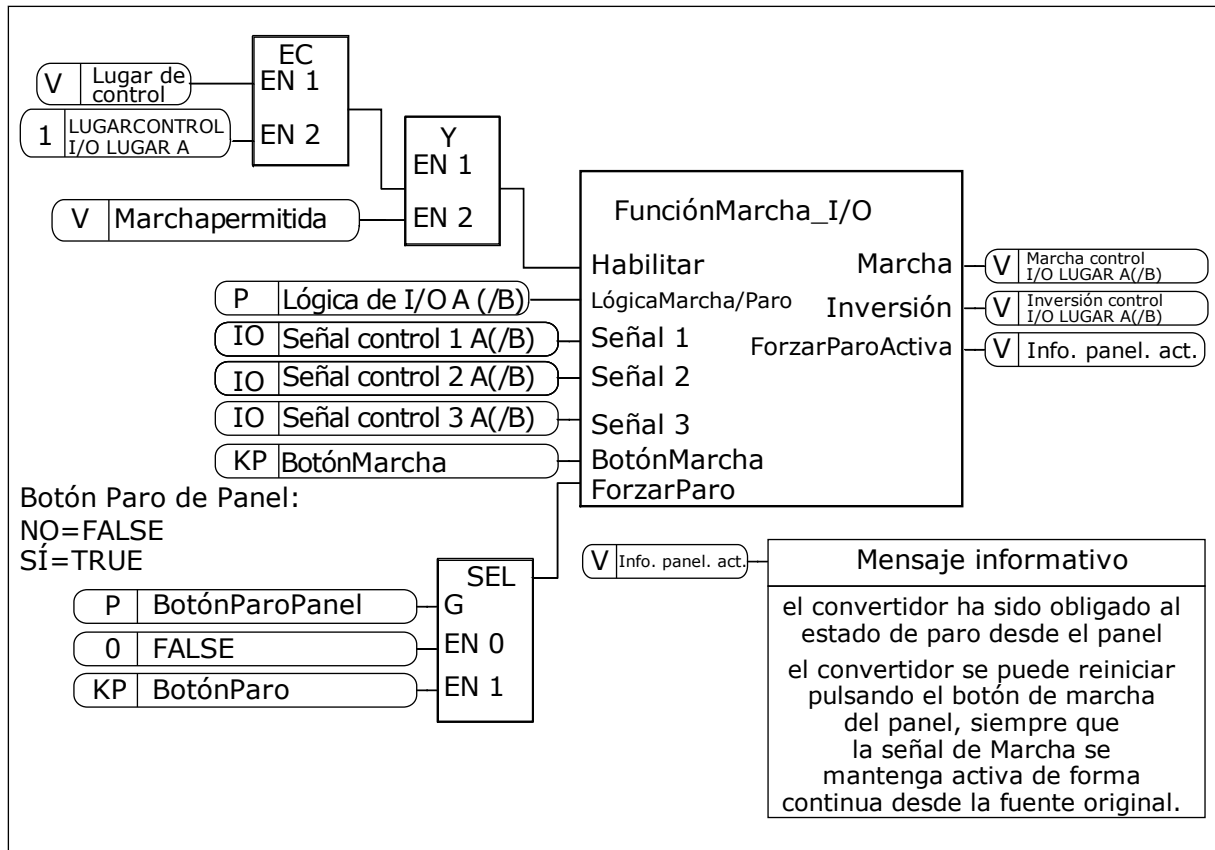 EC
V Lugar de
control
EN 1
1 LUGARCONTROL
I/O LUGAR A
EN 2
Y
EN 1
V Marchapermitida
EN 2
FunciónMarcha_I/O
Habilitar
Marcha
V Marcha control
I/O LUGAR A(/B)
P Lógica de I/O A (/B)
LógicaMarcha/Paro
Inversión
V Inversión control
I/O LUGAR A(/B)
IO Señal control 1 A(/B)
Señal 1
ForzarParoActiva
V Info. panel. act.
IO Señal control 2 A(/B)
Señal 2
IO Señal control 3 A(/B)
Señal 3
KP BotónMarcha
BotónMarcha
ForzarParo
Botón Paro de Panel:
NO=FALSE
SÍ=TRUE
SEL
P BotónParoPanel
G
0 FALSE
EN 0
KP BotónParo
EN 1
V Info. panel. act.
Mensaje informativo
el convertidor ha sido obligado al
estado de paro desde el panel
el convertidor se puede reiniciar
pulsando el botón de marcha
del panel, siempre que
la señal de Marcha se
mantenga activa de forma
continua desde la fuente original.